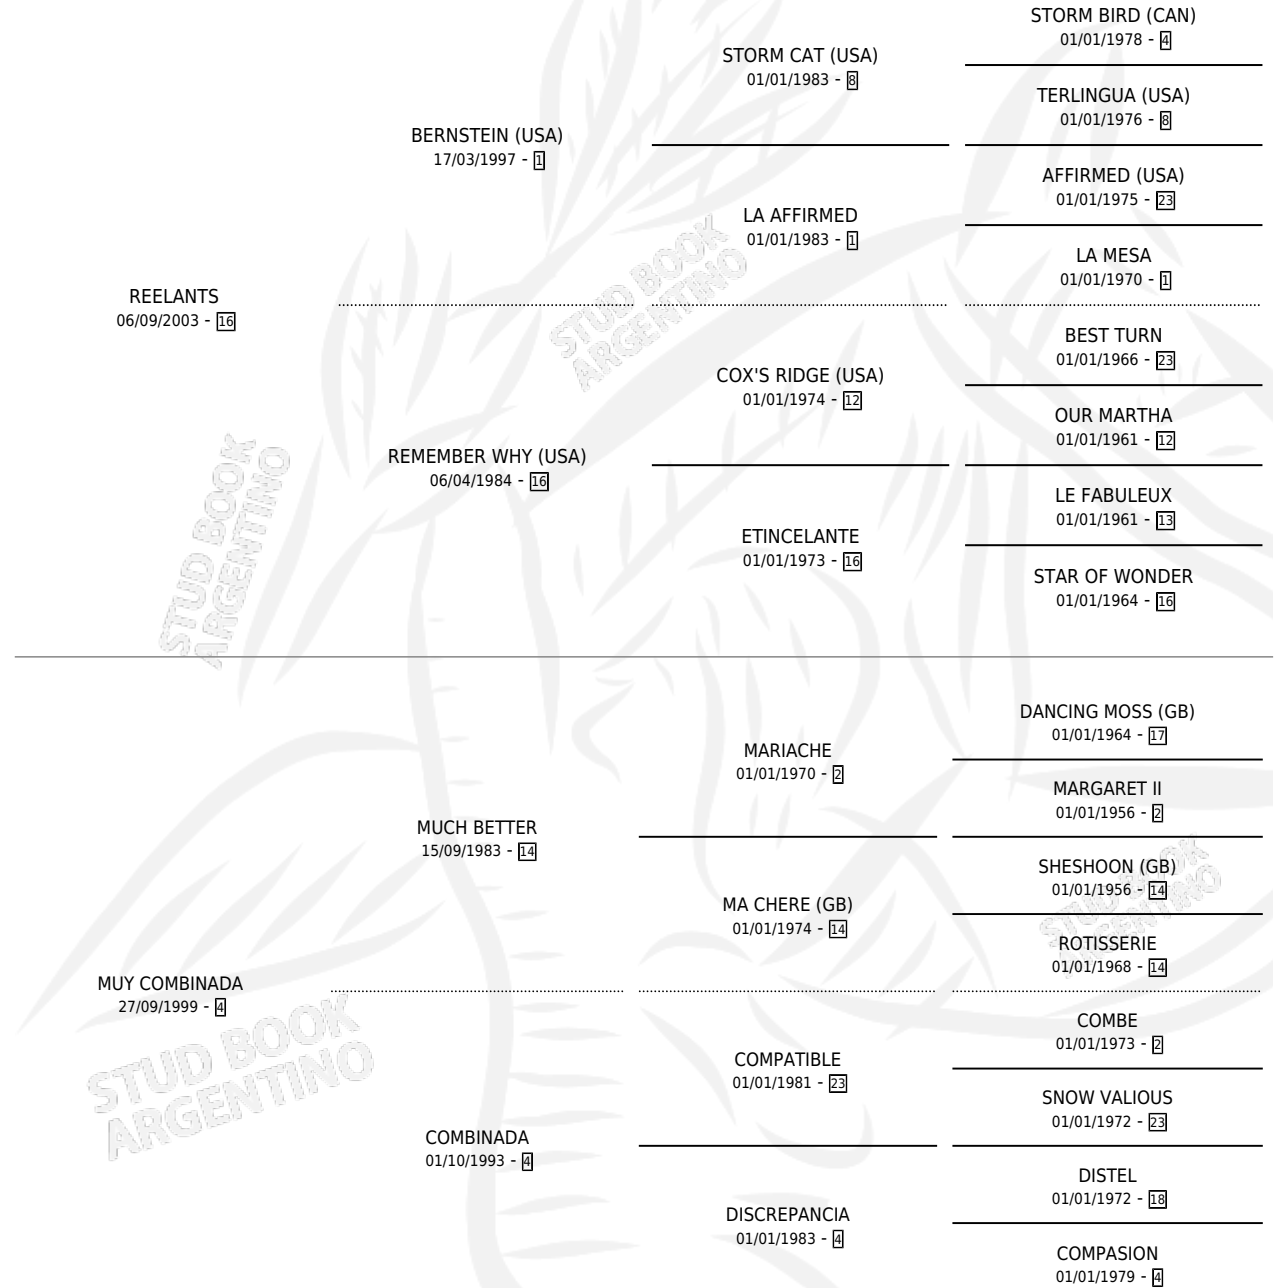 STORM BIRD (CAN)
01/01/1978 - 4
STORM CAT (USA)
01/01/1983 - 8
TERLINGUA (USA)
01/01/1976 - 8
BERNSTEIN (USA)
17/03/1997 - 1
AFFIRMED (USA)
01/01/1975 - 23
LA AFFIRMED
01/01/1983 - 1
LA MESA
01/01/1970 - 1
REELANTS
06/09/2003 - 16
BEST TURN
01/01/1966 - 23
COX'S RIDGE (USA)
01/01/1974 - 12
OUR MARTHA
01/01/1961 - 12
REMEMBER WHY (USA)
06/04/1984 - 16
LE FABULEUX
01/01/1961 - 13
ETINCELANTE
01/01/1973 - 16
STAR OF WONDER
01/01/1964 - 16
STUD BOOK
ARGENTINO
STUD BOOK
ARGENTINO
DANCING MOSS (GB)
01/01/1964 - 17
MARIACHE
01/01/1970 - 2
MARGARET II
01/01/1956 - 2
MUCH BETTER
15/09/1983 - 14
SHESHOON (GB)
01/01/1956 - 14
MA CHERE (GB)
01/01/1974 - 14
ROTISSERIE
01/01/1968 - 14
STUD BOOK
ARGENTINO
MUY COMBINADA
27/09/1999 - 4
COMBE
01/01/1973 - 2
COMPATIBLE
01/01/1981 - 23
SNOW VALIOUS
01/01/1972 - 23
COMBINADA
01/10/1993 - 4
DISTEL
01/01/1972 - 18
DISCREPANCIA
01/01/1983 - 4
COMPASION
01/01/1979 - 4
STUD BOOK
ARGENTINO